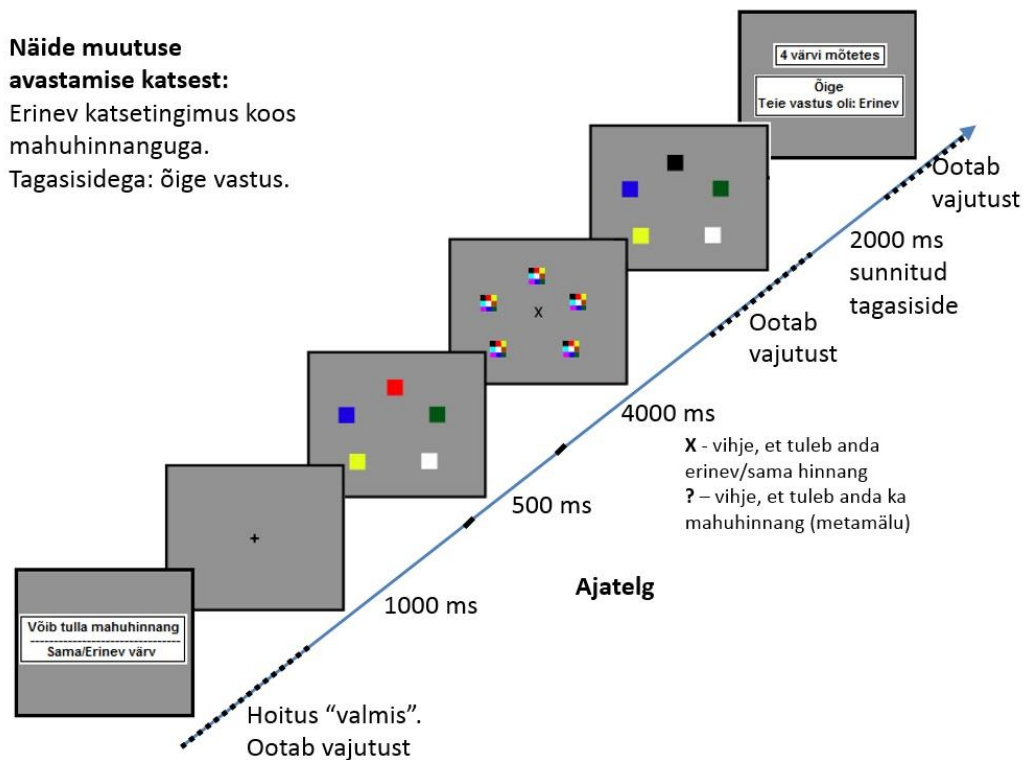 Näide muutuse
avastamise katsest:
Erinev katsetingimus koos
mahuhinnanguga.
Tagasisidega: õige vastus.
4 värvi mõtetes
Õige
Teie vastus oli: Erinev
Ootab
vajutust
2000 ms
sunnitud
tagasiside
Ootab
vajutust
X
4000 ms
X - vihje, et tuleb anda
erinev/sama hinnang
? – vihje, et tuleb anda ka
mahuhinnang (metamälu)
500 ms
+
Ajatelg
1000 ms
Võib tulla mahuhinnang
Sama/Erinev värv
Hoitus “valmis”.
Ootab vajutust